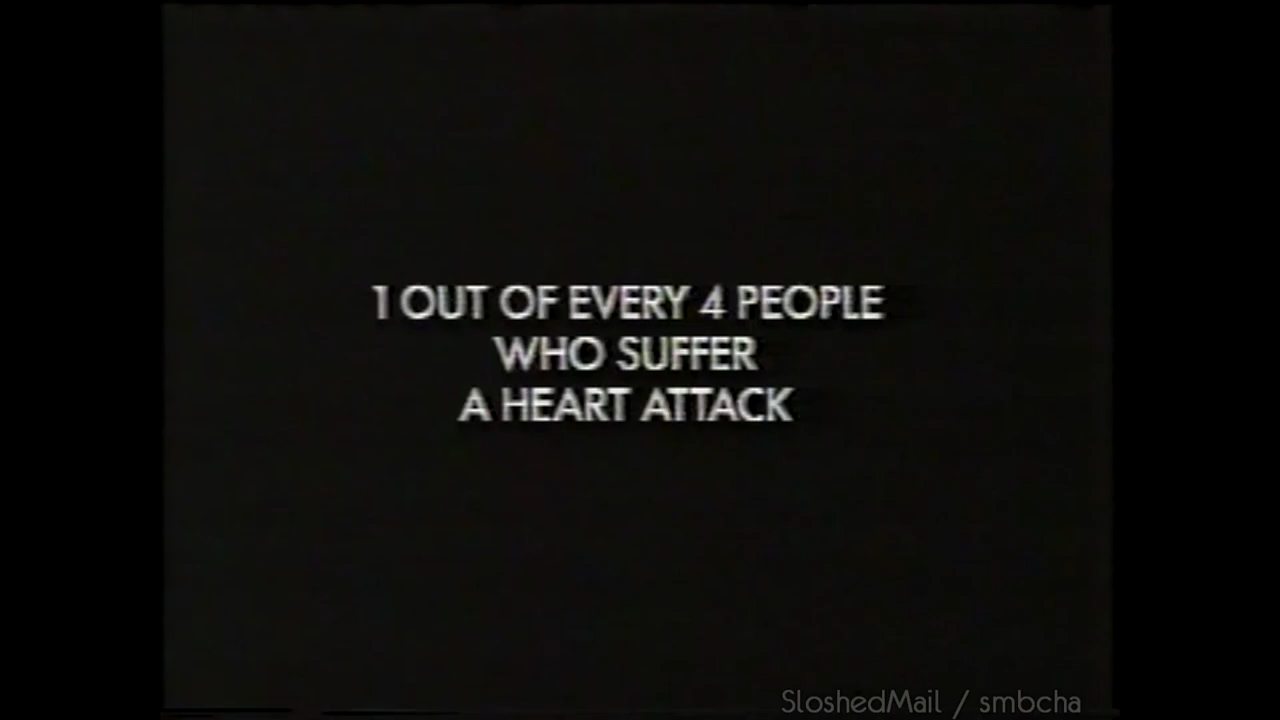 1 OUT OF EVERY 4 PEOPLE
WHO SUFFER
A HEART ATTACK
SloshedMail / smbcha